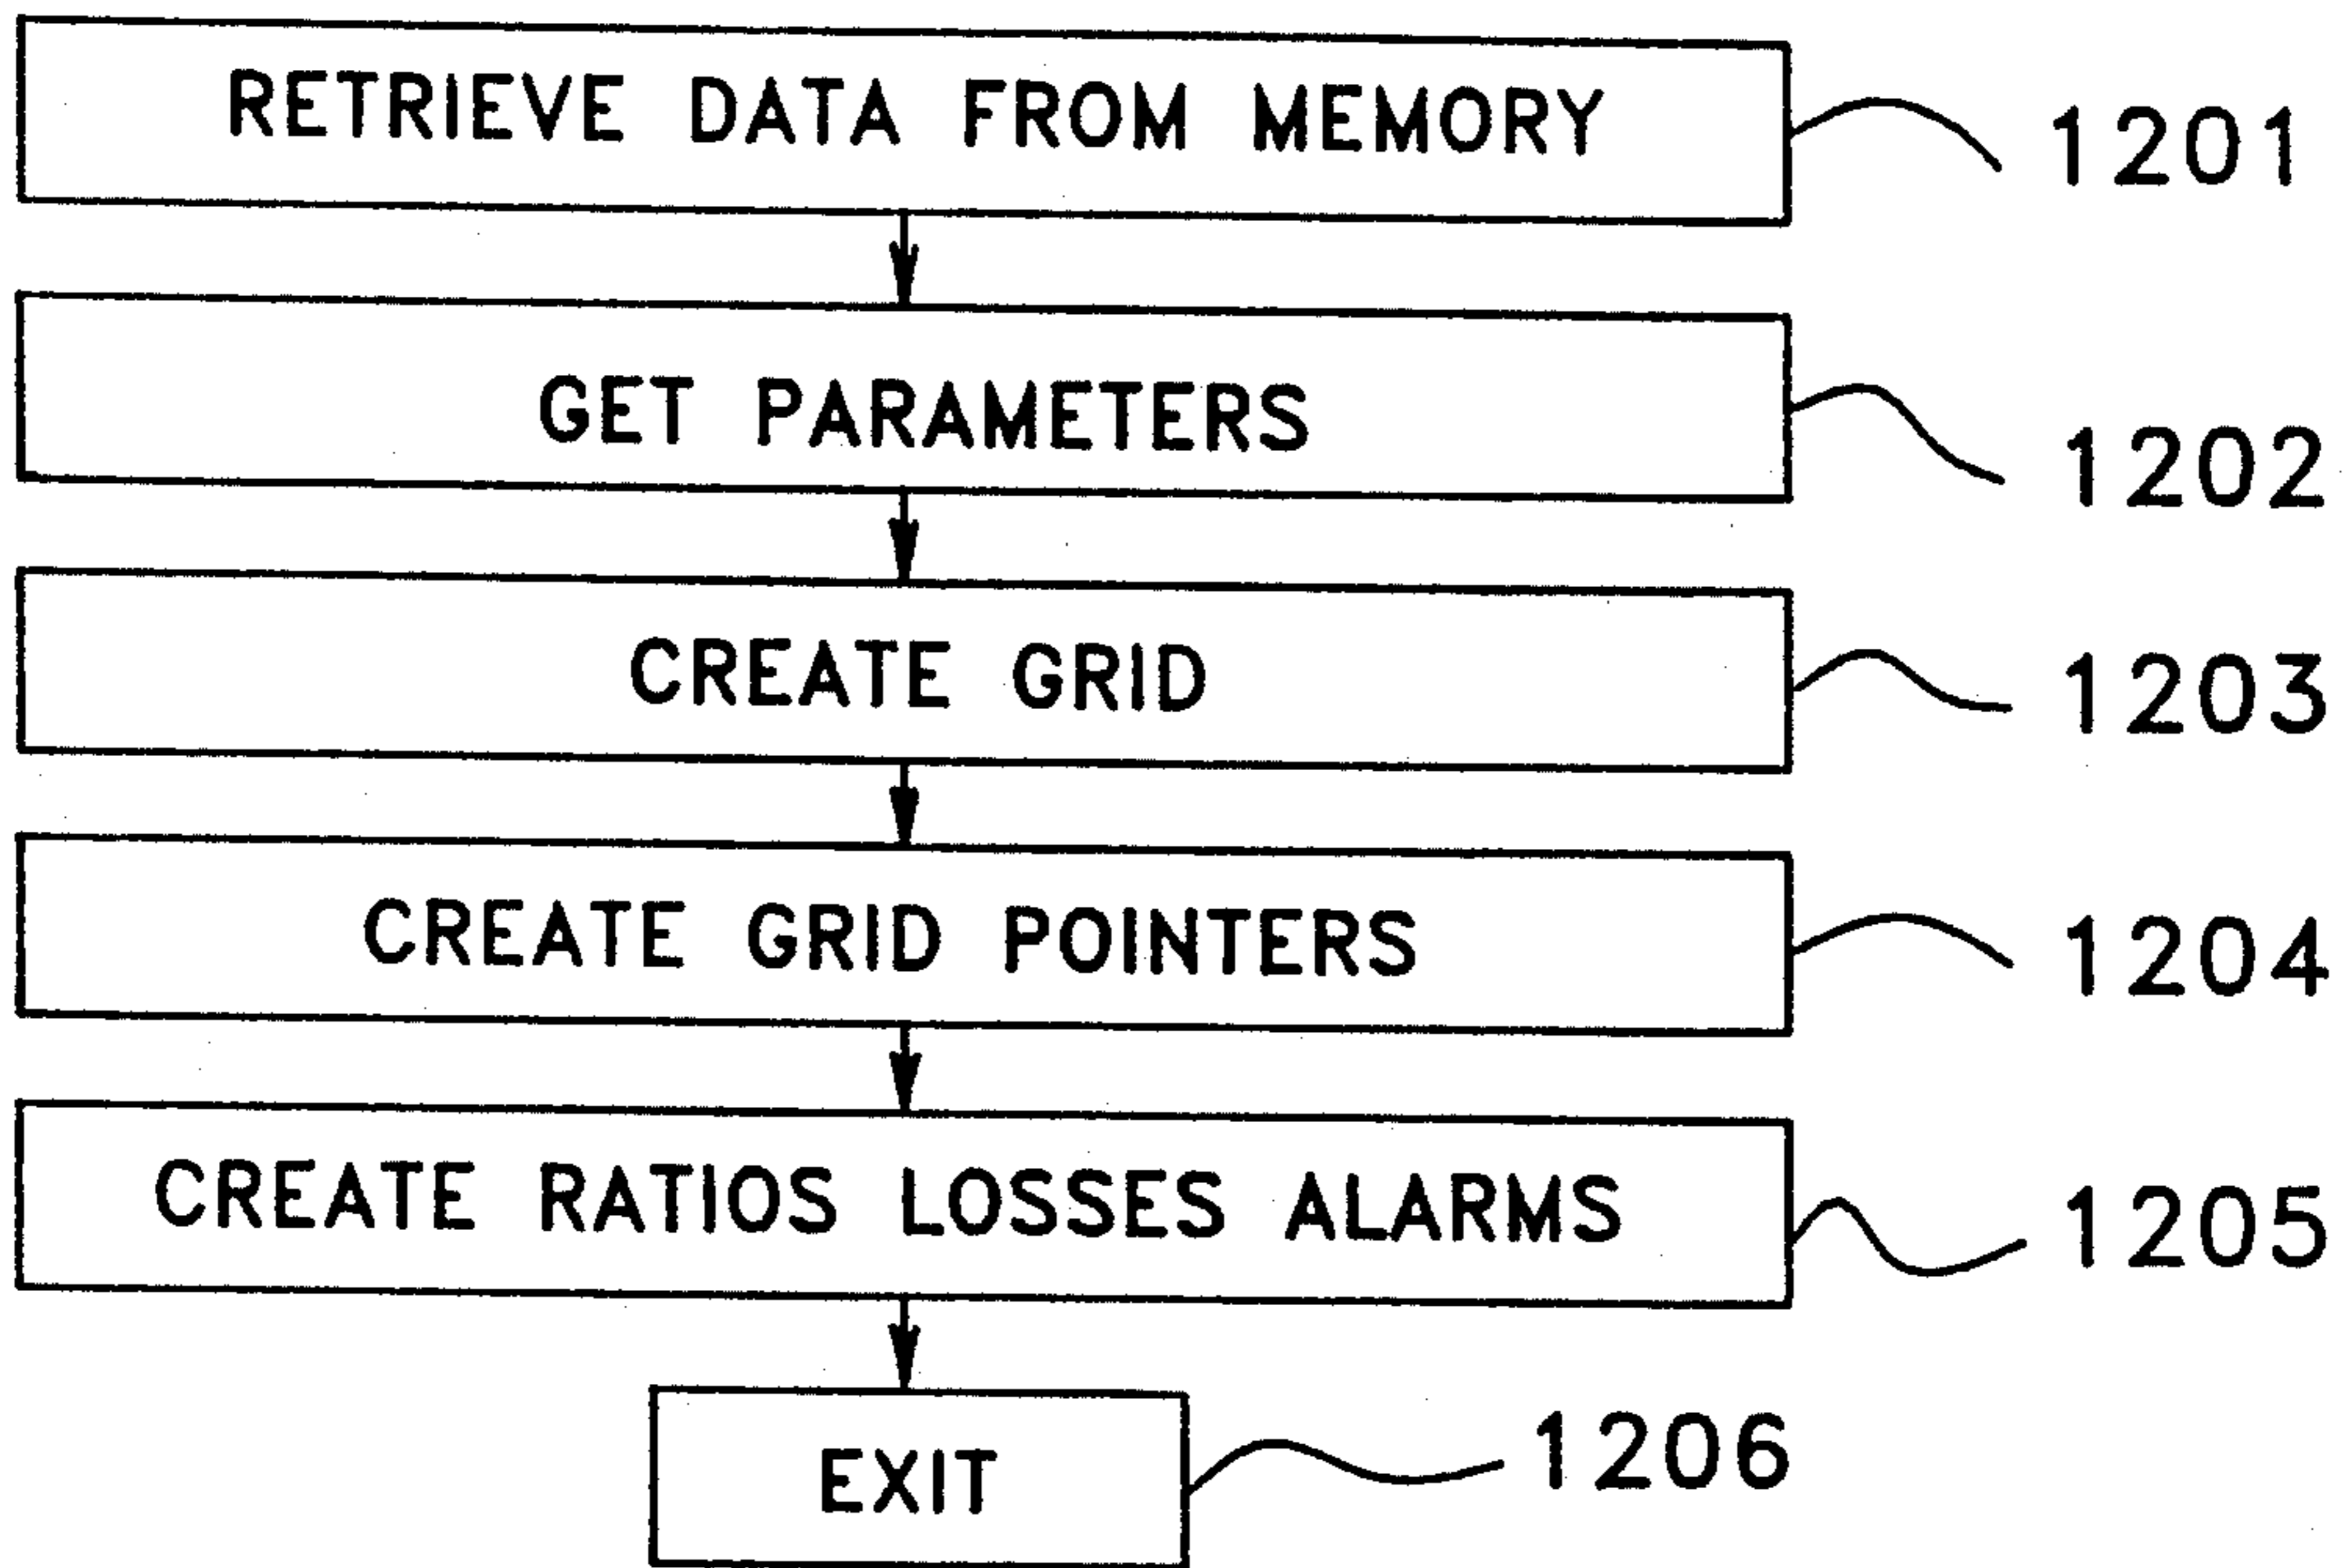 RETRIEVE DATA FROM MEMORY
1201
GET PARAMETERS
1202
CREATE GRID
1203
CREATE GRID POINTERS
1204
CREATE RATIOS LOSSES ALARMS
1205
EXIT
1206